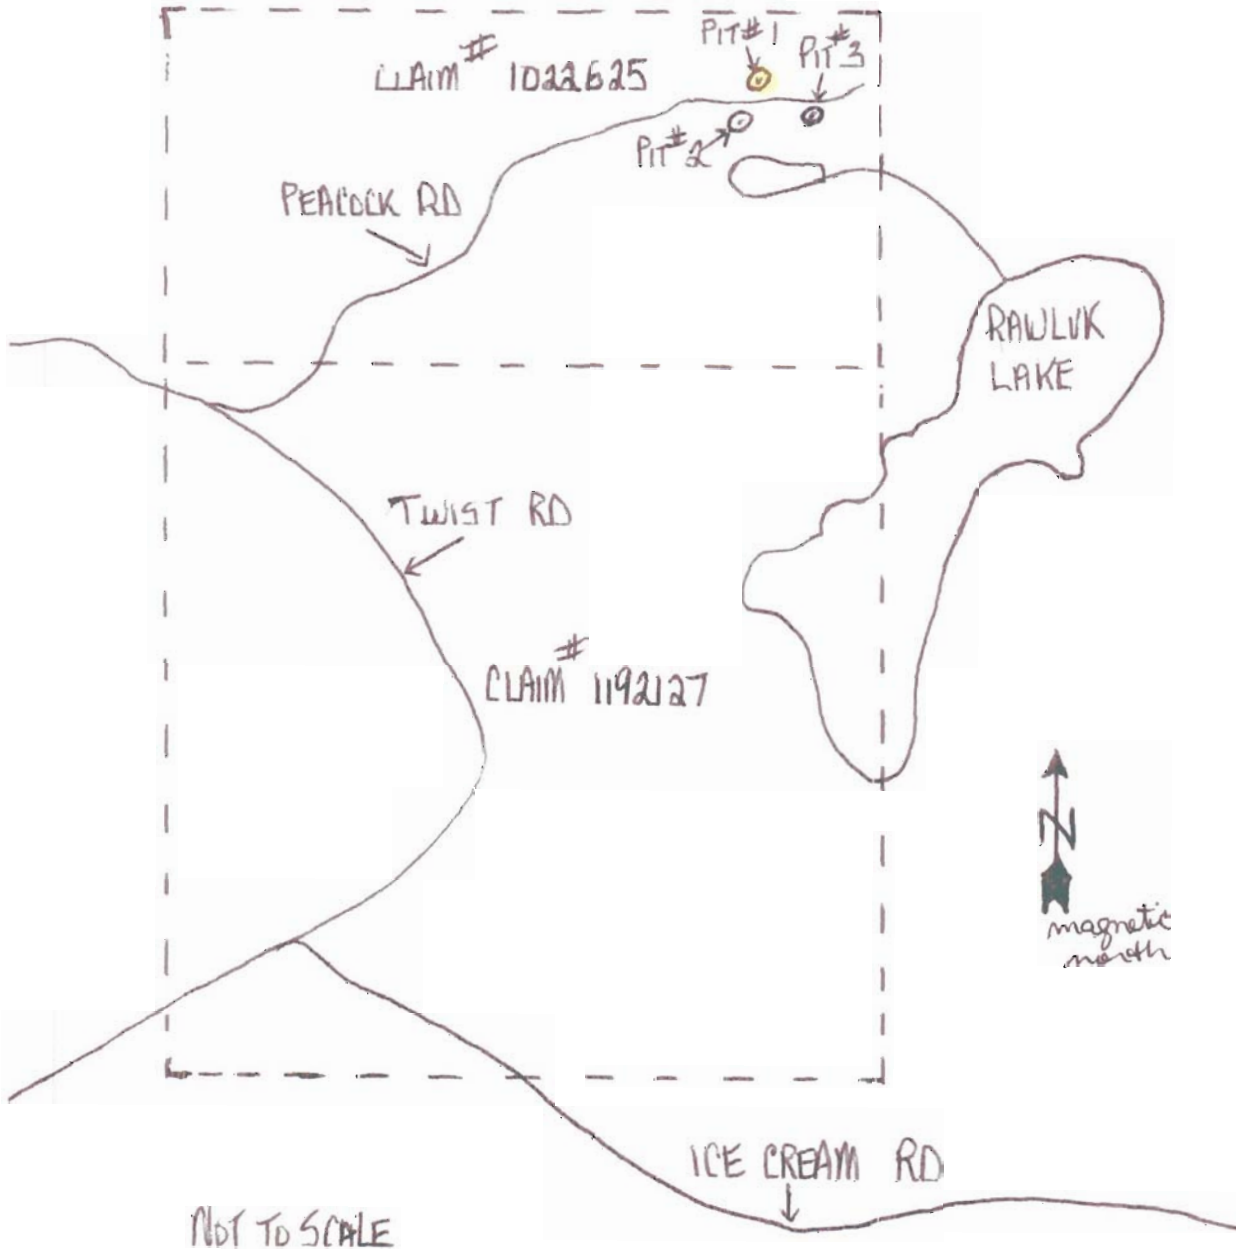 PIT#1
PIT#3
CLAIM# 1022625
PIT#2
PEACOCK RD
RAWLUK
LAKE
TWIST RD
CLAIM# 1192127
N
magnetic
north
ICE CREAM RD
NOT TO SCALE